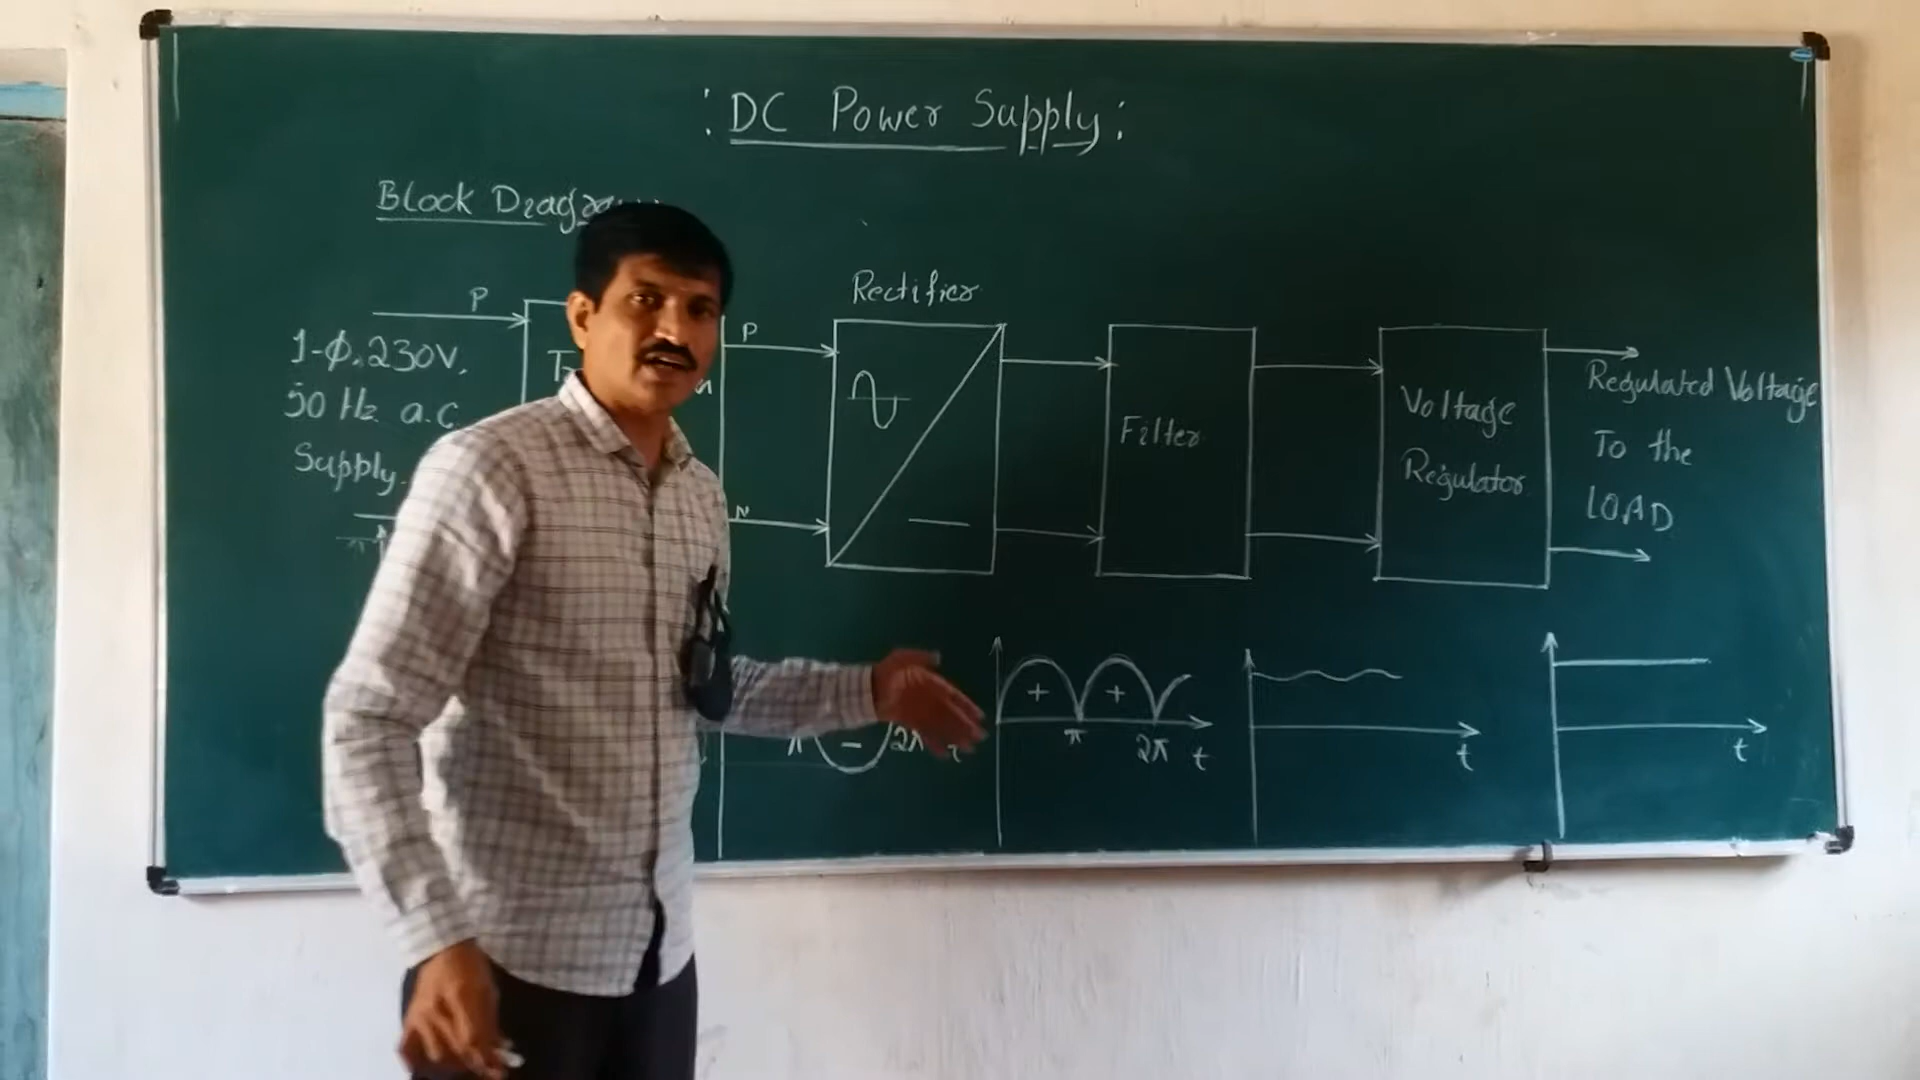 : DC Power Supply :
Block
Rectifier
P
P
1-ϕ, 230V,
50 Hz a.c.
Supply.
N
Filter
Voltage
Regulator
Regulated Voltage
To the
LOAD
+ +
π 2π t
π - 2π t
t
t